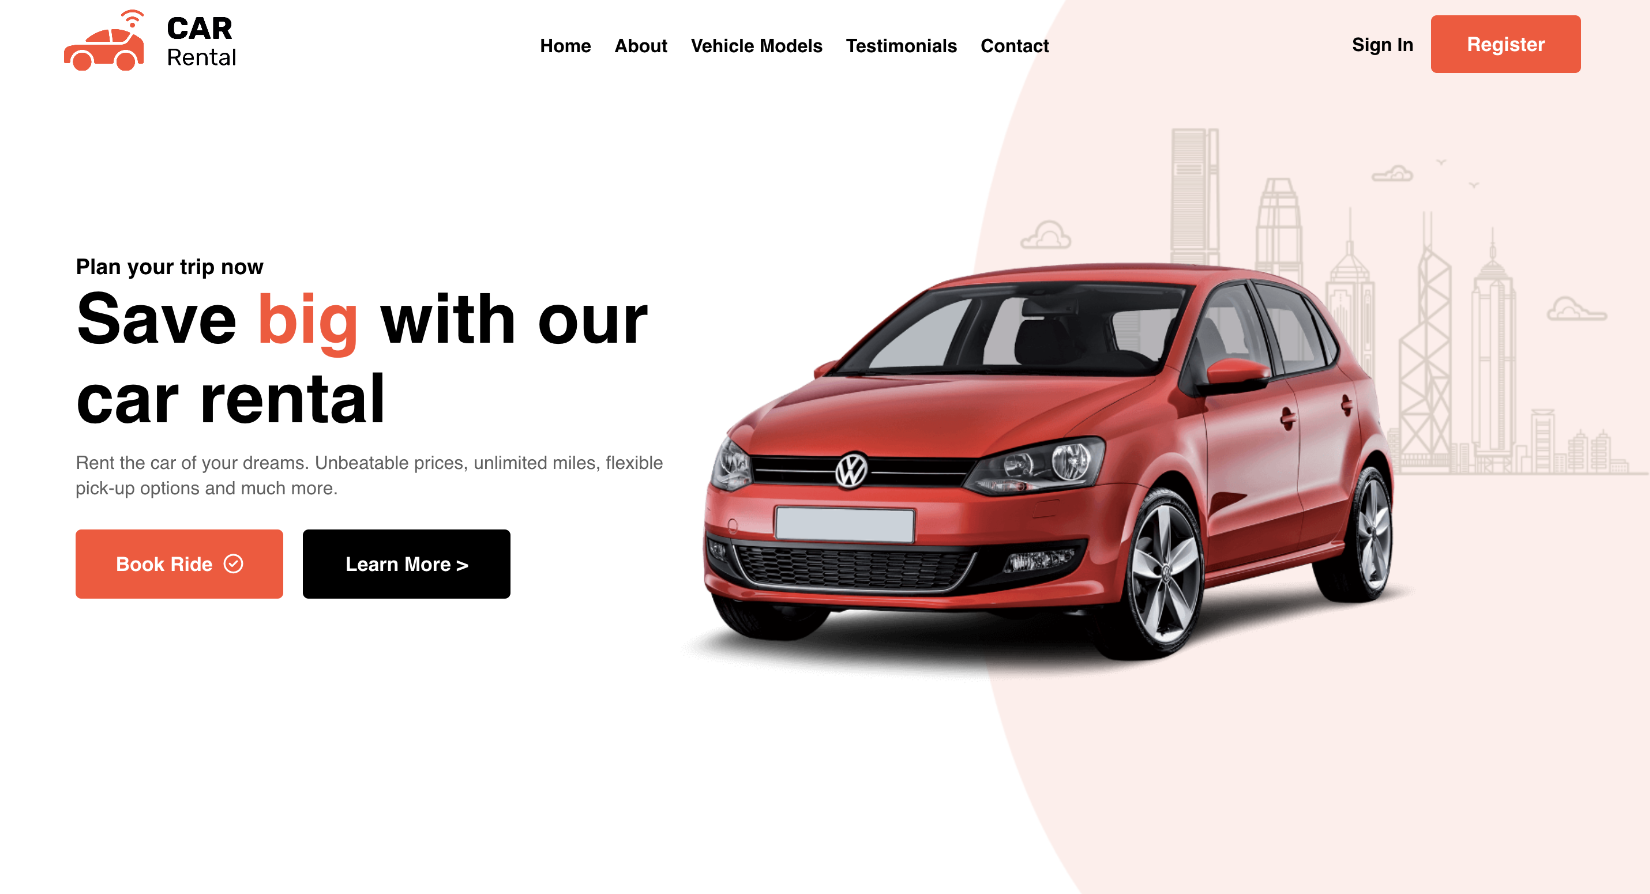 CAR
Rental
Home About Vehicle Models Testimonials Contact
Sign In Register
Plan your trip now
Save big with our
car rental
Rent the car of your dreams. Unbeatable prices, unlimited miles, flexible
pick-up options and much more.
Book Ride Learn More >